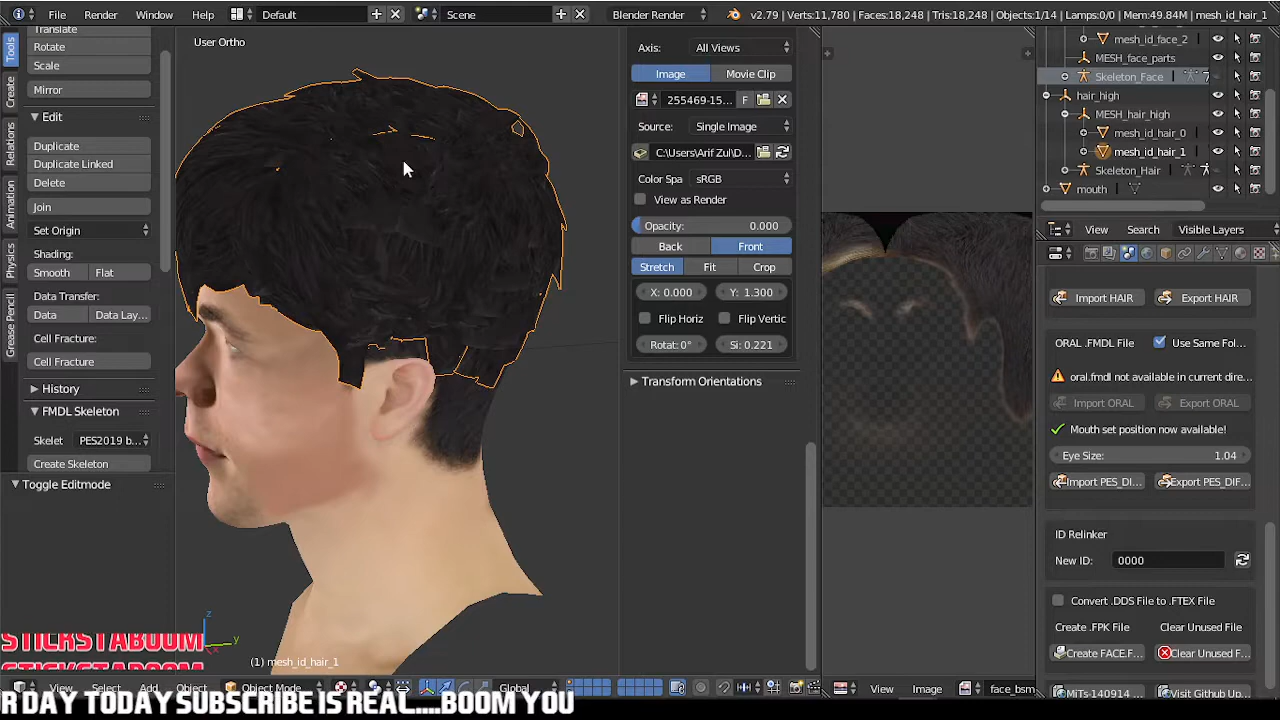 File Render Window Help Default Scene Blender Render v2.79 | Verts:11,780 | Faces:18,248 | Tris:18,248 | Objects:1/14 | Lamps:0/0 | Mem:49.84M | mesh_id_hair_1
Tools
Create
Relations
Animation
Physics
Grease Pencil
Translate
Rotate
Scale
Mirror
Edit
Duplicate
Duplicate Linked
Delete
Join
Set Origin
Shading:
Smooth Flat
Data Transfer:
Data Data Lay...
Cell Fracture:
Cell Fracture
History
FMDL Skeleton
Skelet PES2019 b...
Create Skeleton
Toggle Editmode
User Ortho
(1) mesh_id_hair_1
Axis: All Views
Image Movie Clip
255469-15... F
Source: Single Image
C:\Users\Arif Zul\D...
Color Spa sRGB
View as Render
Opacity: 0.000
Back Front
Stretch Fit Crop
X: 0.000 Y: 1.300
Flip Horiz Flip Vertic
Rotat: 0° Si: 0.221
Transform Orientations
mesh_id_face_2
MESH_face_parts
Skeleton_Face
hair_high
MESH_hair_high
mesh_id_hair_0
mesh_id_hair_1
Skeleton_Hair
mouth
View Search Visible Layers
Import HAIR Export HAIR
ORAL .FMDL File Use Same Fol...
oral.fmdl not available in current dire...
Import ORAL Export ORAL
Mouth set position now available!
Eye Size: 1.04
Import PES_DI... Export PES_DIF...
ID Relinker
New ID: 0000
Convert .DDS File to .FTEX File
Create .FPK File Clear Unused File
Create FACE.F... Clear Unused F...
MiTs-1409... Visit Github ...
View Select Add Object Object Mode Global View Image face_bsm
STICKSTABOOM
STICKSTABOOM
R DAY TODAY SUBSCRIBE IS REAL....BOOM YOU